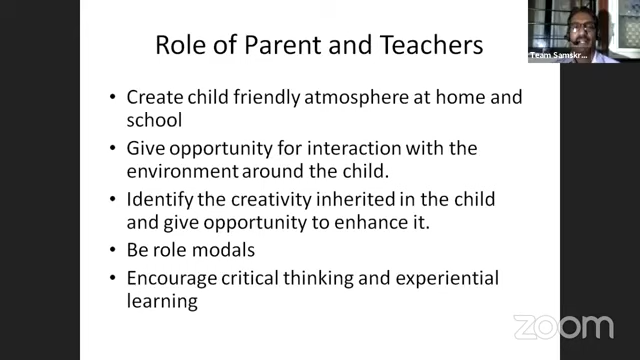 Role of Parent and Teachers
Team Samskr...
• Create child friendly atmosphere at home and
school
• Give opportunity for interaction with the
environment around the child.
• Identify the creativity inherited in the child
and give opportunity to enhance it.
• Be role modals
• Encourage critical thinking and experiential
learning
zoom